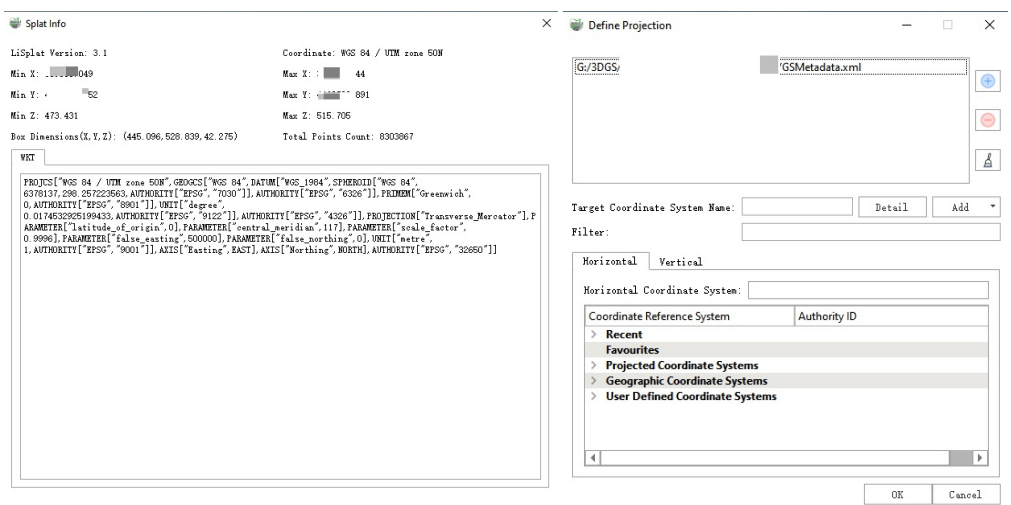 Splat Info
LiSplat Version: 3.1
Coordinate: WGS 84 / UTM zone 50N
Min X: 049
Max X: 44
Min Y: 52
Max Y: 891
Min Z: 473.431
Max Z: 515.705
Box Dimensions(X,Y,Z): (445.096,528.839,42.275)
Total Points Count: 8303867
WKT
PROJCS["WGS 84 / UTM zone 50N",GEOGCS["WGS 84",DATUM["WGS_1984",SPHEROID["WGS 84",
6378137,298.257223563,AUTHORITY["EPSG","7030"]],AUTHORITY["EPSG","6326"]],PRIMEM["Greenwich",
0,AUTHORITY["EPSG","8901"]],UNIT["degree",
0.0174532925199433,AUTHORITY["EPSG","9122"]],AUTHORITY["EPSG","4326"]],PROJECTION["Transverse_Mercator"],P
ARAMETER["latitude_of_origin",0],PARAMETER["central_meridian",117],PARAMETER["scale_factor",
0.9996],PARAMETER["false_easting",500000],PARAMETER["false_northing",0],UNIT["metre",
1,AUTHORITY["EPSG","9001"]],AXIS["Easting",EAST],AXIS["Northing",NORTH],AUTHORITY["EPSG","32650"]]
Define Projection
G:/3DGS/ /GSMetadata.xml
Target Coordinate System Name:
Detail
Add
Filter:
Horizontal
Vertical
Horizontal Coordinate System:
Coordinate Reference System
Authority ID
Recent
Favourites
Projected Coordinate Systems
Geographic Coordinate Systems
User Defined Coordinate Systems
OK
Cancel